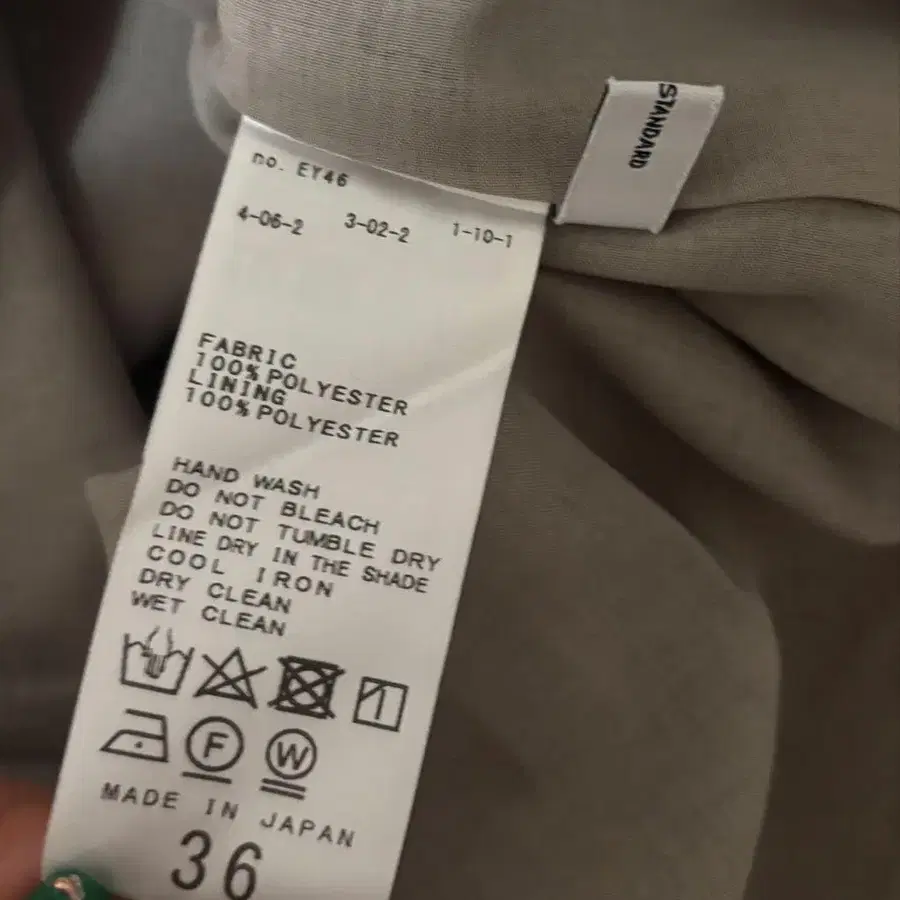 no. EY46
4-06-2 3-02-2 1-10-1
FABRIC
100% POLYESTER
LINING
100% POLYESTER
HAND WASH
DO NOT BLEACH
DO NOT TUMBLE DRY
LINE DRY IN THE SHADE
COOL IRON
DRY CLEAN
WET CLEAN
F W
MADE IN JAPAN
36
STANDARD